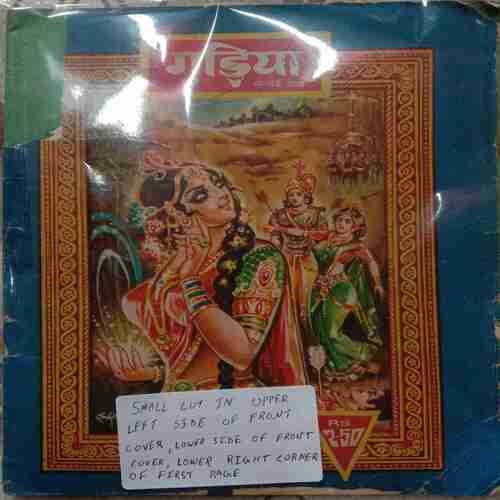 गुड़िया
SMALL CUT IN UPPER
LEFT SIDE OF FRONT
COVER, LOWER SIDE OF FRONT
COVER, LOWER RIGHT CORNER
OF FIRST PAGE
RS
2-50